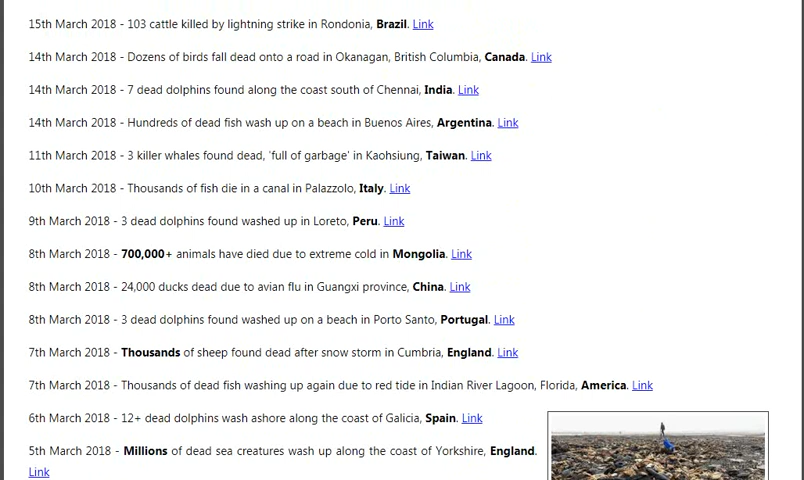 15th March 2018 - 103 cattle killed by lightning strike in Rondonia, Brazil. Link
14th March 2018 - Dozens of birds fall dead onto a road in Okanagan, British Columbia, Canada. Link
14th March 2018 - 7 dead dolphins found along the coast south of Chennai, India. Link
14th March 2018 - Hundreds of dead fish wash up on a beach in Buenos Aires, Argentina. Link
11th March 2018 - 3 killer whales found dead, 'full of garbage' in Kaohsiung, Taiwan. Link
10th March 2018 - Thousands of fish die in a canal in Palazzolo, Italy. Link
9th March 2018 - 3 dead dolphins found washed up in Loreto, Peru. Link
8th March 2018 - 700,000+ animals have died due to extreme cold in Mongolia. Link
8th March 2018 - 24,000 ducks dead due to avian flu in Guangxi province, China. Link
8th March 2018 - 3 dead dolphins found washed up on a beach in Porto Santo, Portugal. Link
7th March 2018 - Thousands of sheep found dead after snow storm in Cumbria, England. Link
7th March 2018 - Thousands of dead fish washing up again due to red tide in Indian River Lagoon, Florida, America. Link
6th March 2018 - 12+ dead dolphins wash ashore along the coast of Galicia, Spain. Link
5th March 2018 - Millions of dead sea creatures wash up along the coast of Yorkshire, England.
Link